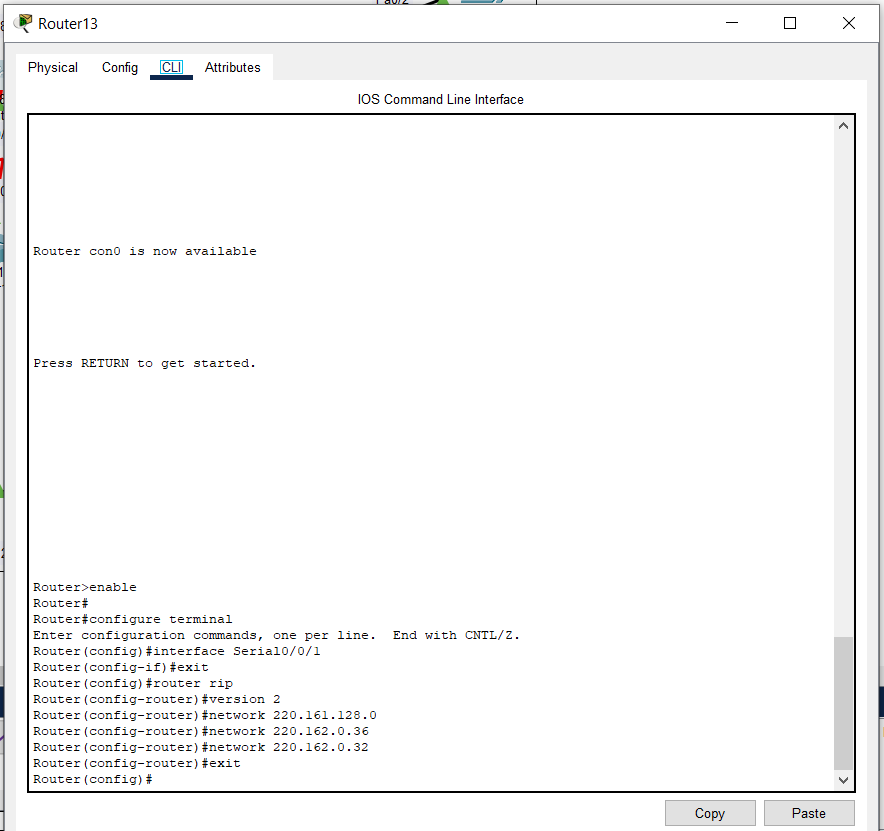 a0/2
Router13
Physical Config CLI Attributes
IOS Command Line Interface
Router con0 is now available
Press RETURN to get started.
Router>enable
Router#
Router#configure terminal
Enter configuration commands, one per line.  End with CNTL/Z.
Router(config)#interface Serial0/0/1
Router(config-if)#exit
Router(config)#router rip
Router(config-router)#version 2
Router(config-router)#network 220.161.128.0
Router(config-router)#network 220.162.0.36
Router(config-router)#network 220.162.0.32
Router(config-router)#exit
Router(config)#
Copy Paste